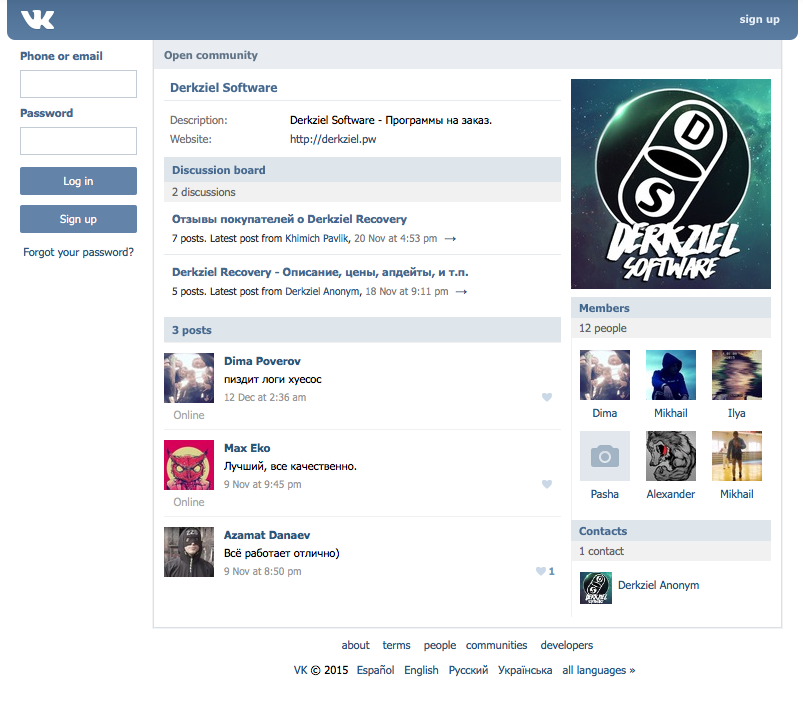 VK
sign up
Phone or email
Password
Log in
Sign up
Forgot your password?
Open community
Derkziel Software
Description: Derkziel Software - Программы на заказ.
Website: http://derkziel.pw
Discussion board
2 discussions
Отзывы покупателей о Derkziel Recovery
7 posts. Latest post from Khimich Pavlik, 20 Nov at 4:53 pm →
Derkziel Recovery - Описание, цены, апдейты, и т.п.
5 posts. Latest post from Derkziel Anonym, 18 Nov at 9:11 pm →
3 posts
Dima Poverov
пиздит логи хуесос
12 Dec at 2:36 am
Online
Max Eko
Лучший, все качественно.
9 Nov at 9:45 pm
Online
Azamat Danaev
Всё работает отлично)
9 Nov at 8:50 pm
1
D
S
DERKZIEL
SOFTWARE
Members
12 people
Dima Mikhail Ilya
Pasha Alexander Mikhail
Contacts
1 contact
Derkziel Anonym
about terms people communities developers
VK © 2015 Español English Русский Українська all languages »